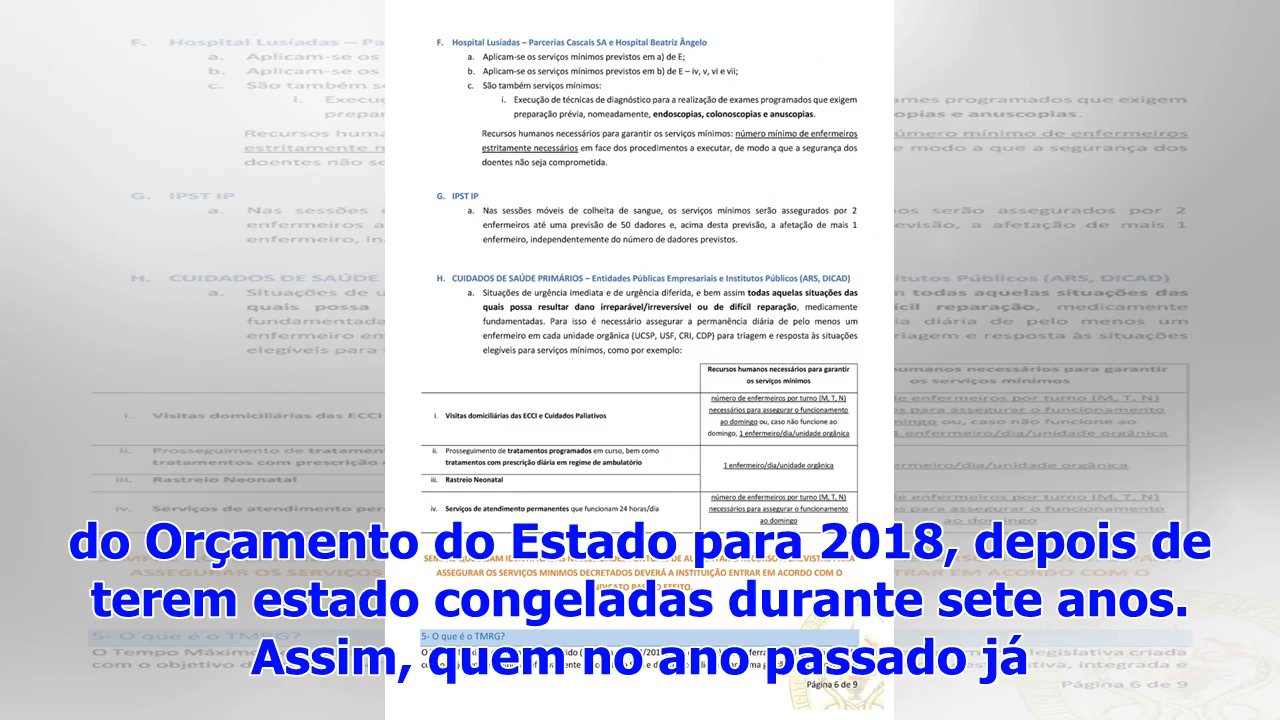 F. Hospital Lusíadas – Parcerias Cascais SA e Hospital Beatriz Ângelo
a. Aplicam-se os serviços mínimos previstos em a) de E;
b. Aplicam-se os serviços mínimos previstos em b) de E – iv, v, vi e vii;
c. São também serviços mínimos:
i. Execução de técnicas de diagnóstico para a realização de exames programados que exigem
preparação prévia, nomeadamente, endoscopias, colonoscopias e anuscopias.
Recursos humanos necessários para garantir os serviços mínimos: número mínimo de enfermeiros
estritamente necessários em face dos procedimentos a executar, de modo a que a segurança dos
doentes não seja comprometida.
G. IPST IP
a. Nas sessões móveis de colheita de sangue, os serviços mínimos serão assegurados por 2
enfermeiros até uma previsão de 50 dadores e, acima desta previsão, a afetação de mais 1
enfermeiro, independentemente do número de dadores previstos.
H. CUIDADOS DE SAÚDE PRIMÁRIOS – Entidades Públicas Empresariais e Institutos Públicos (ARS, DICAD)
a. Situações de urgência imediata e de urgência diferida, e bem assim todas aquelas situações das
quais possa resultar dano irreparável/irreversível ou de difícil reparação, medicamente
fundamentadas. Para isso é necessário assegurar a permanência diária de pelo menos um
enfermeiro em cada unidade orgânica (UCSP, USF, CRI, CDP) para triagem e resposta às situações
elegíveis para serviços mínimos, como por exemplo:
Recursos humanos necessários para garantir
os serviços mínimos
i. Visitas domiciliárias das ECCI e Cuidados Paliativos
número de enfermeiros por turno (M, T, N)
necessários para assegurar o funcionamento
ao domingo ou, caso não funcione ao
domingo, 1 enfermeiro/dia/unidade orgânica
ii. Prosseguimento de tratamentos programados em curso, bem como
tratamentos com prescrição diária em regime de ambulatório
1 enfermeiro/dia/unidade orgânica
iii. Rastreio Neonatal
iv. Serviços de atendimento permanentes que funcionam 24 horas/dia
número de enfermeiros por turno (M, T, N)
necessários para assegurar o funcionamento
ao domingo
do Orçamento do Estado para 2018, depois de
terem estado congeladas durante sete anos.
Assim, quem no ano passado já
ASSEGURAR OS SERVIÇOS MINIMOS DECRETADOS DEVERÁ A INSTITUIÇÃO ENTRAR EM ACORDO COM O
5- O que é o TMRG?
Página 6 de 9